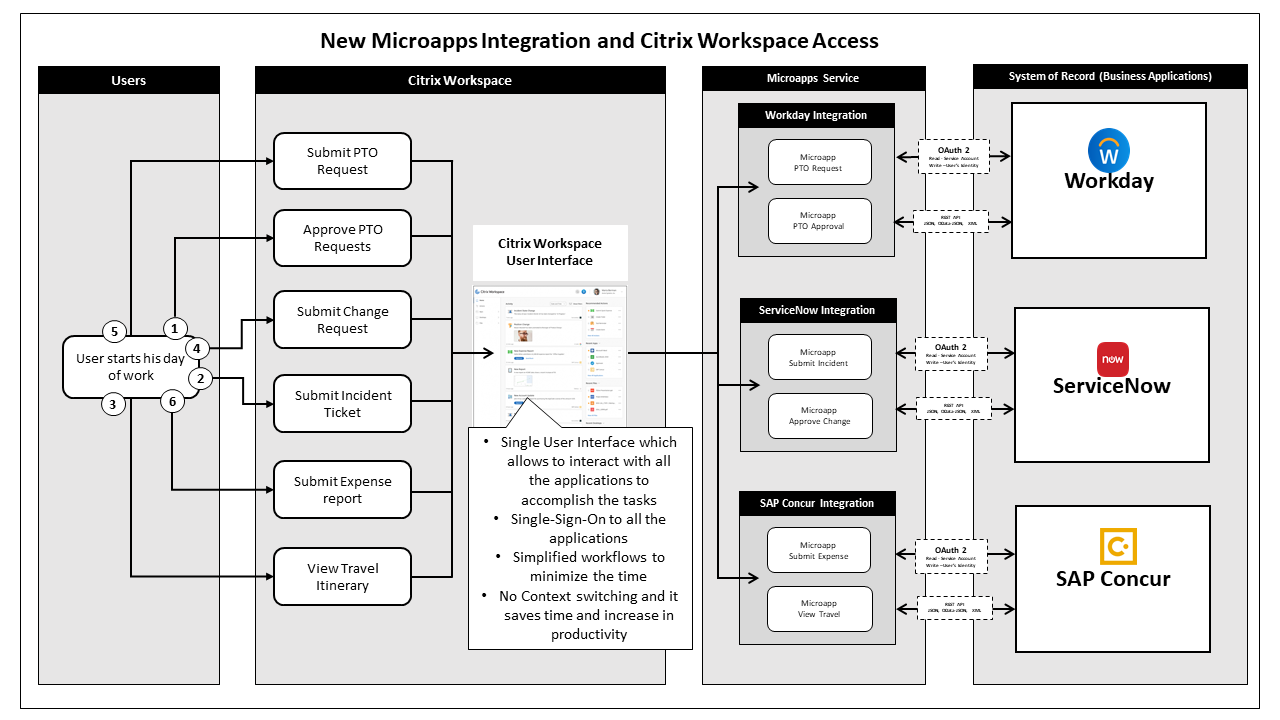 New Microapps Integration and Citrix Workspace Access
Users
Citrix Workspace
Microapps Service
System of Record (Business Applications)
5
1
4
2
3
6
User starts his day
of work
Submit PTO
Request
Approve PTO
Requests
Submit Change
Request
Submit Incident
Ticket
Submit Expense
report
View Travel
Itinerary
Citrix Workspace
User Interface
Citrix Workspace
• Single User Interface which
allows to interact with all
the applications to
accomplish the tasks
• Single-Sign-On to all the
applications
• Simplified workflows to
minimize the time
• No Context switching and it
saves time and increase in
productivity
Workday Integration
Microapp
PTO Request
Microapp
PTO Approval
OAuth 2
Read - Service Account
Write –User's Identity
REST API
JSON, XML
Workday
ServiceNow Integration
Microapp
Submit Incident
Microapp
Approve Change
OAuth 2
Read - Service Account
Write –User's Identity
REST API
JSON, XML
now
ServiceNow
SAP Concur Integration
Microapp
Submit Expense
Microapp
View Travel
OAuth 2
Read - Service Account
Write –User's Identity
REST API
JSON, XML
SAP Concur